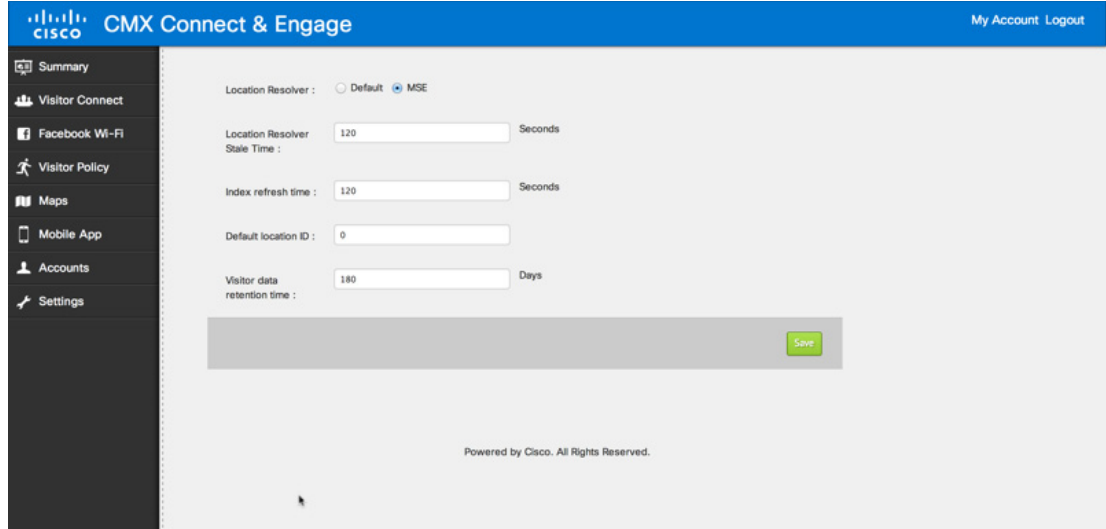 CISCO
CMX Connect & Engage
My Account Logout
Summary
Visitor Connect
Facebook Wi-Fi
Visitor Policy
Maps
Mobile App
Accounts
Settings
Location Resolver : Default MSE
Location Resolver
Stale Time :
120 Seconds
Index refresh time : 120 Seconds
Default location ID : 0
Visitor data
retention time :
180 Days
Save
Powered by Cisco. All Rights Reserved.